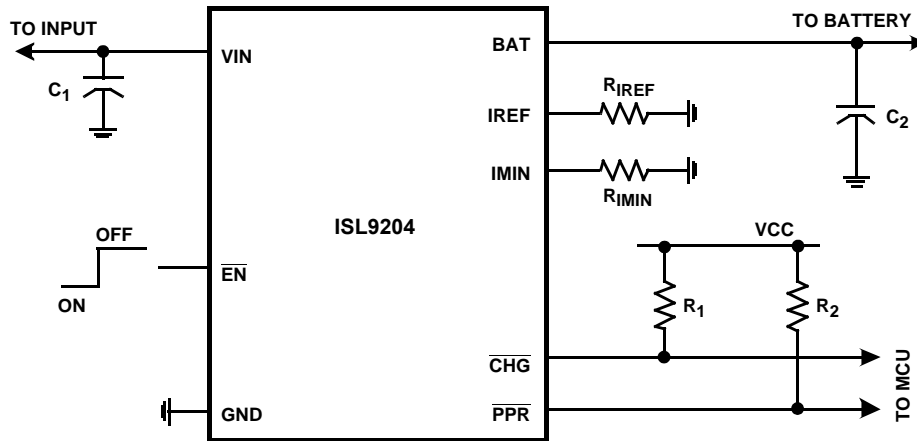 TO INPUT
TO BATTERY
VIN
BAT
C1
C2
RIREF
IREF
IMIN
RIMIN
ISL9204
VCC
OFF
ON
EN
R1
R2
CHG
GND
PPR
TO MCU